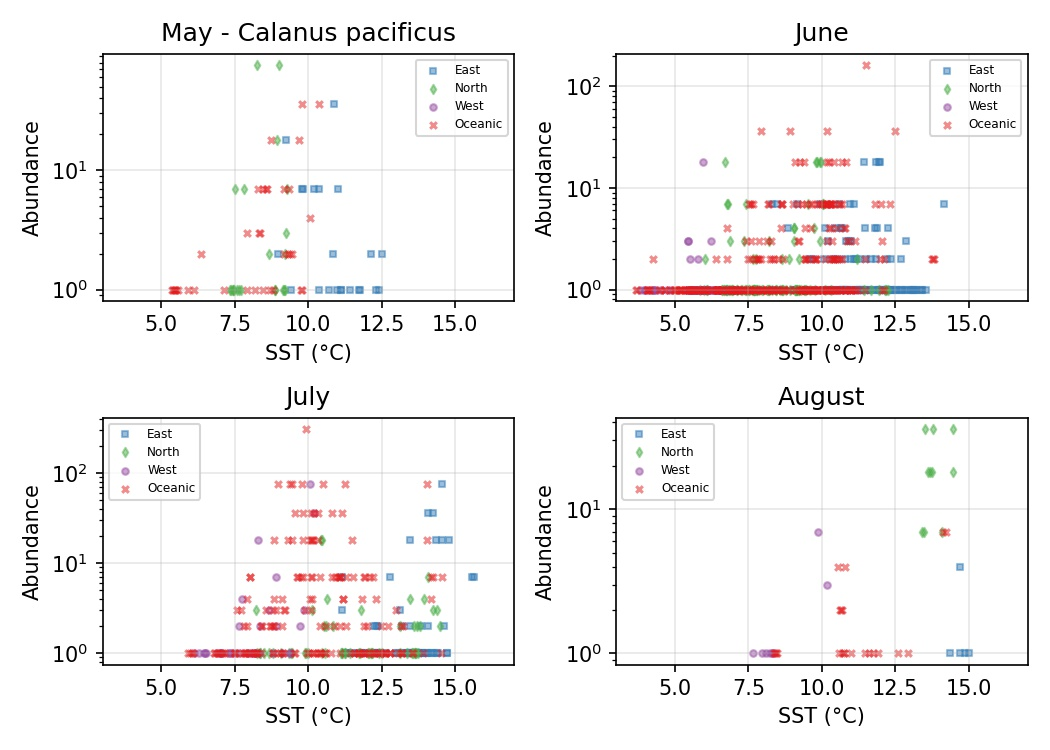 May - Calanus pacificus
Abundance
10¹
10⁰
5.0 7.5 10.0 12.5 15.0
SST (°C)
East
North
West
Oceanic
June
Abundance
10²
10¹
10⁰
5.0 7.5 10.0 12.5 15.0
SST (°C)
East
North
West
Oceanic
July
Abundance
10²
10¹
10⁰
5.0 7.5 10.0 12.5 15.0
SST (°C)
East
North
West
Oceanic
August
Abundance
10¹
10⁰
5.0 7.5 10.0 12.5 15.0
SST (°C)
East
North
West
Oceanic